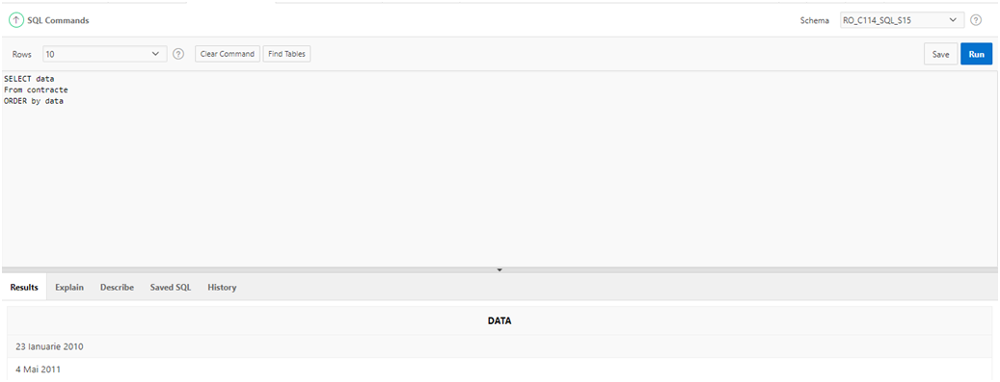 SQL Commands
Schema RO_C114_SQL_S15 ?
Rows 10 ? Clear Command Find Tables Save Run
SELECT data
From contracte
ORDER by data
Results Explain Describe Saved SQL History
DATA
23 Ianuarie 2010
4 Mai 2011